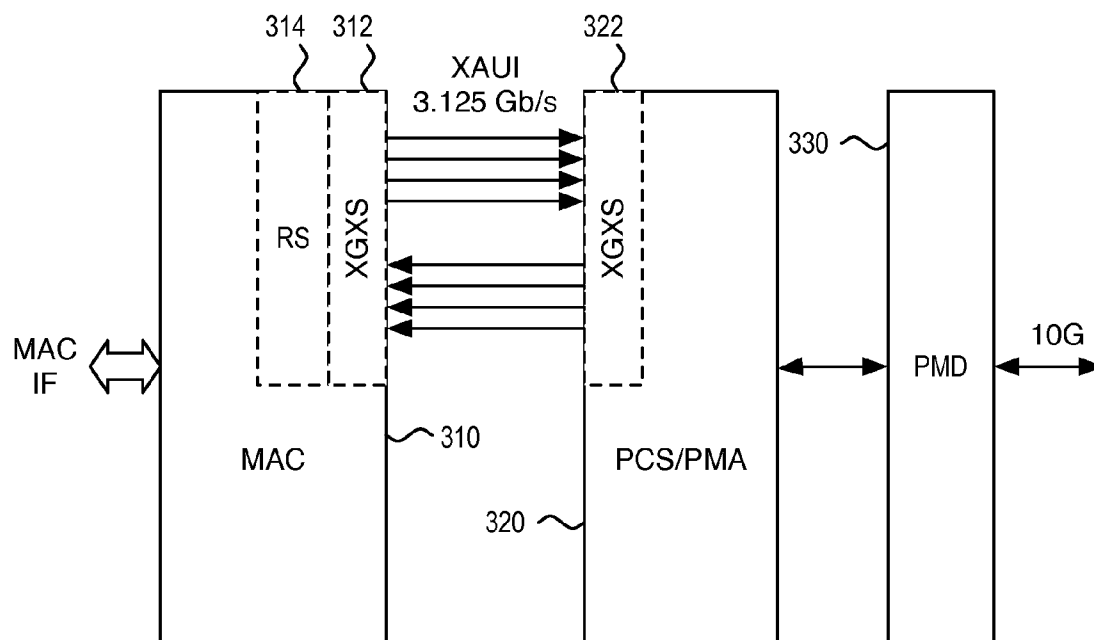 314
312
322
XAUI
3.125 Gb/s
330
RS
XGXS
XGXS
MAC
IF
10G
PMD
310
MAC
PCS/PMA
320